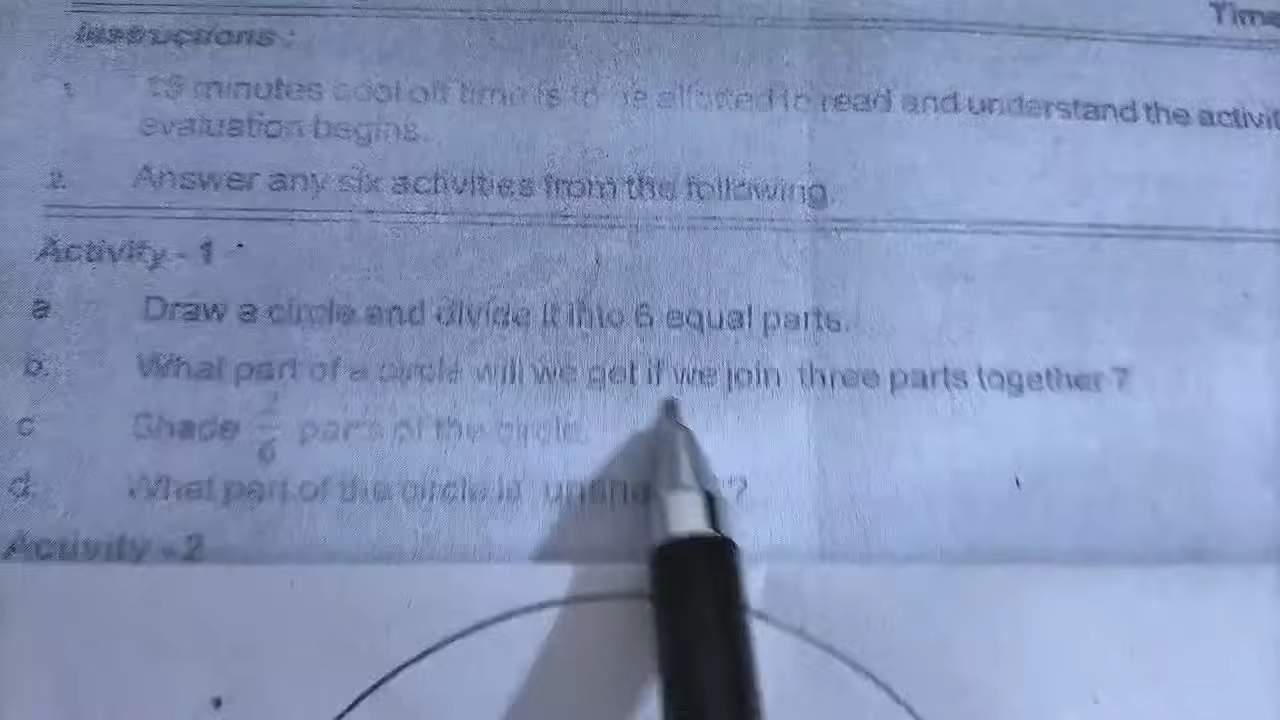 Time
Instructions :
1. 15 minutes cool off time is to be allotted to read and understand the activit
evaluation begins.
2. Answer any six activities from the following.
Activity - 1
a Draw a circle and divide it into 6 equal parts.
b. What part of a circle will we get if we join three parts together ?
c Shade 6 parts of the circle.
d. What part of the circle is ?
Activity - 2